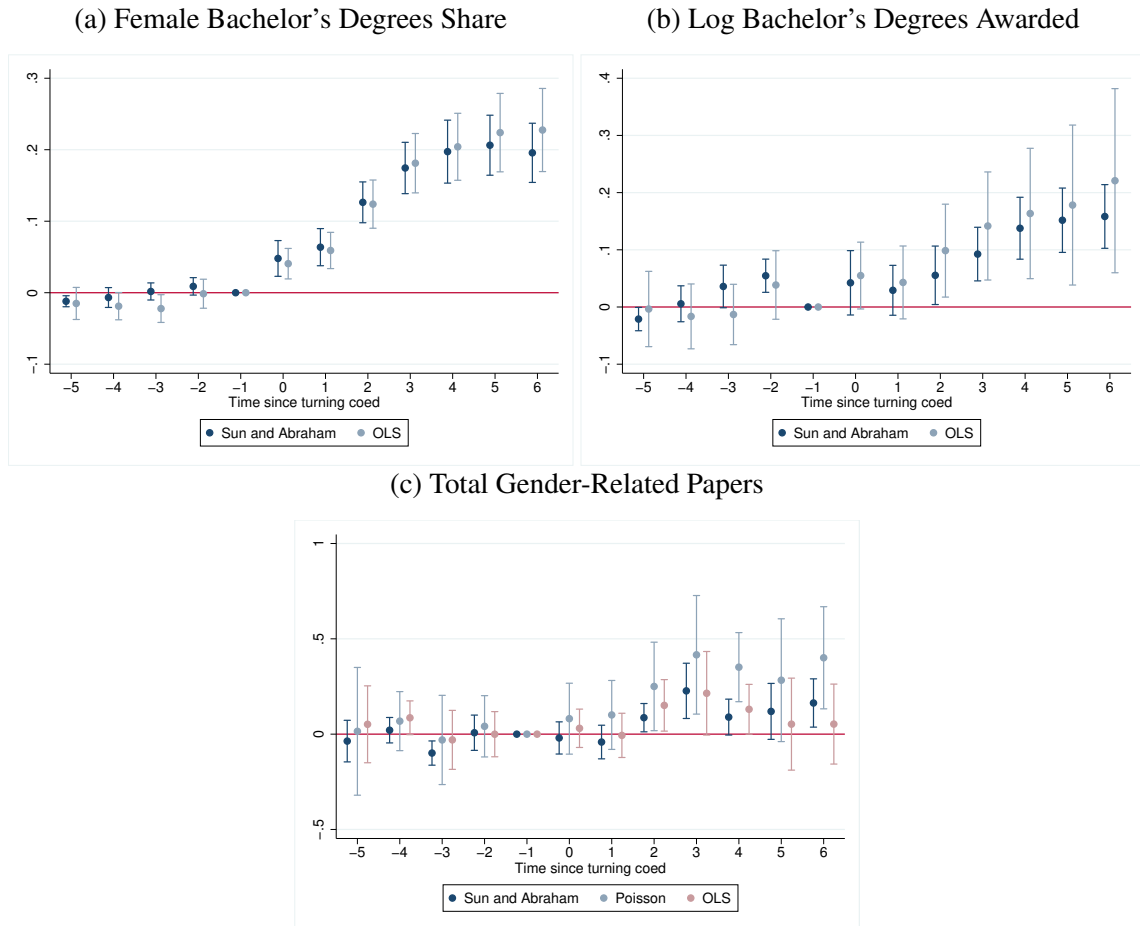 (a) Female Bachelor’s Degrees Share
.3
.2
.1
0
-.1
−5 −4 −3 −2 −1 0 1 2 3 4 5 6
Time since turning coed
Sun and Abraham OLS
(b) Log Bachelor’s Degrees Awarded
.4
.3
.2
.1
0
-.1
−5 −4 −3 −2 −1 0 1 2 3 4 5 6
Time since turning coed
Sun and Abraham OLS
(c) Total Gender-Related Papers
1
.5
0
-.5
−5 −4 −3 −2 −1 0 1 2 3 4 5 6
Time since turning coed
Sun and Abraham Poisson OLS